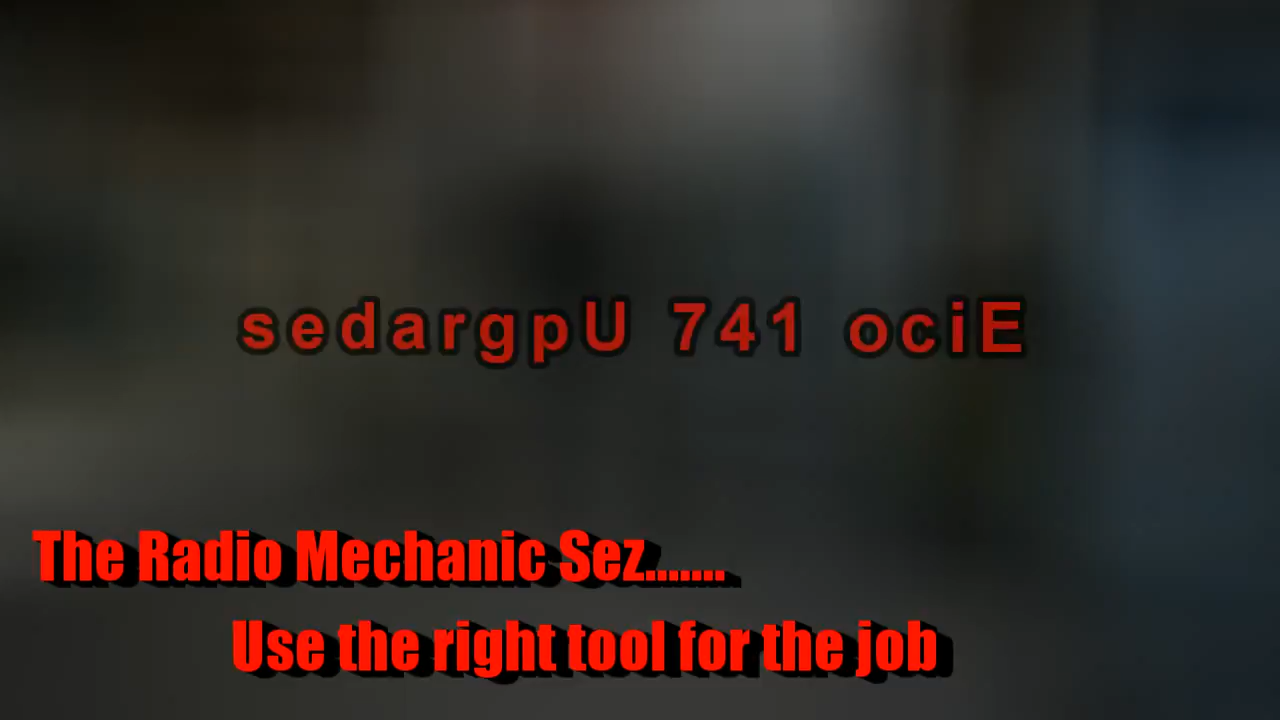 sedargpU 741 ociE
The Radio Mechanic Sez.......
Use the right tool for the job